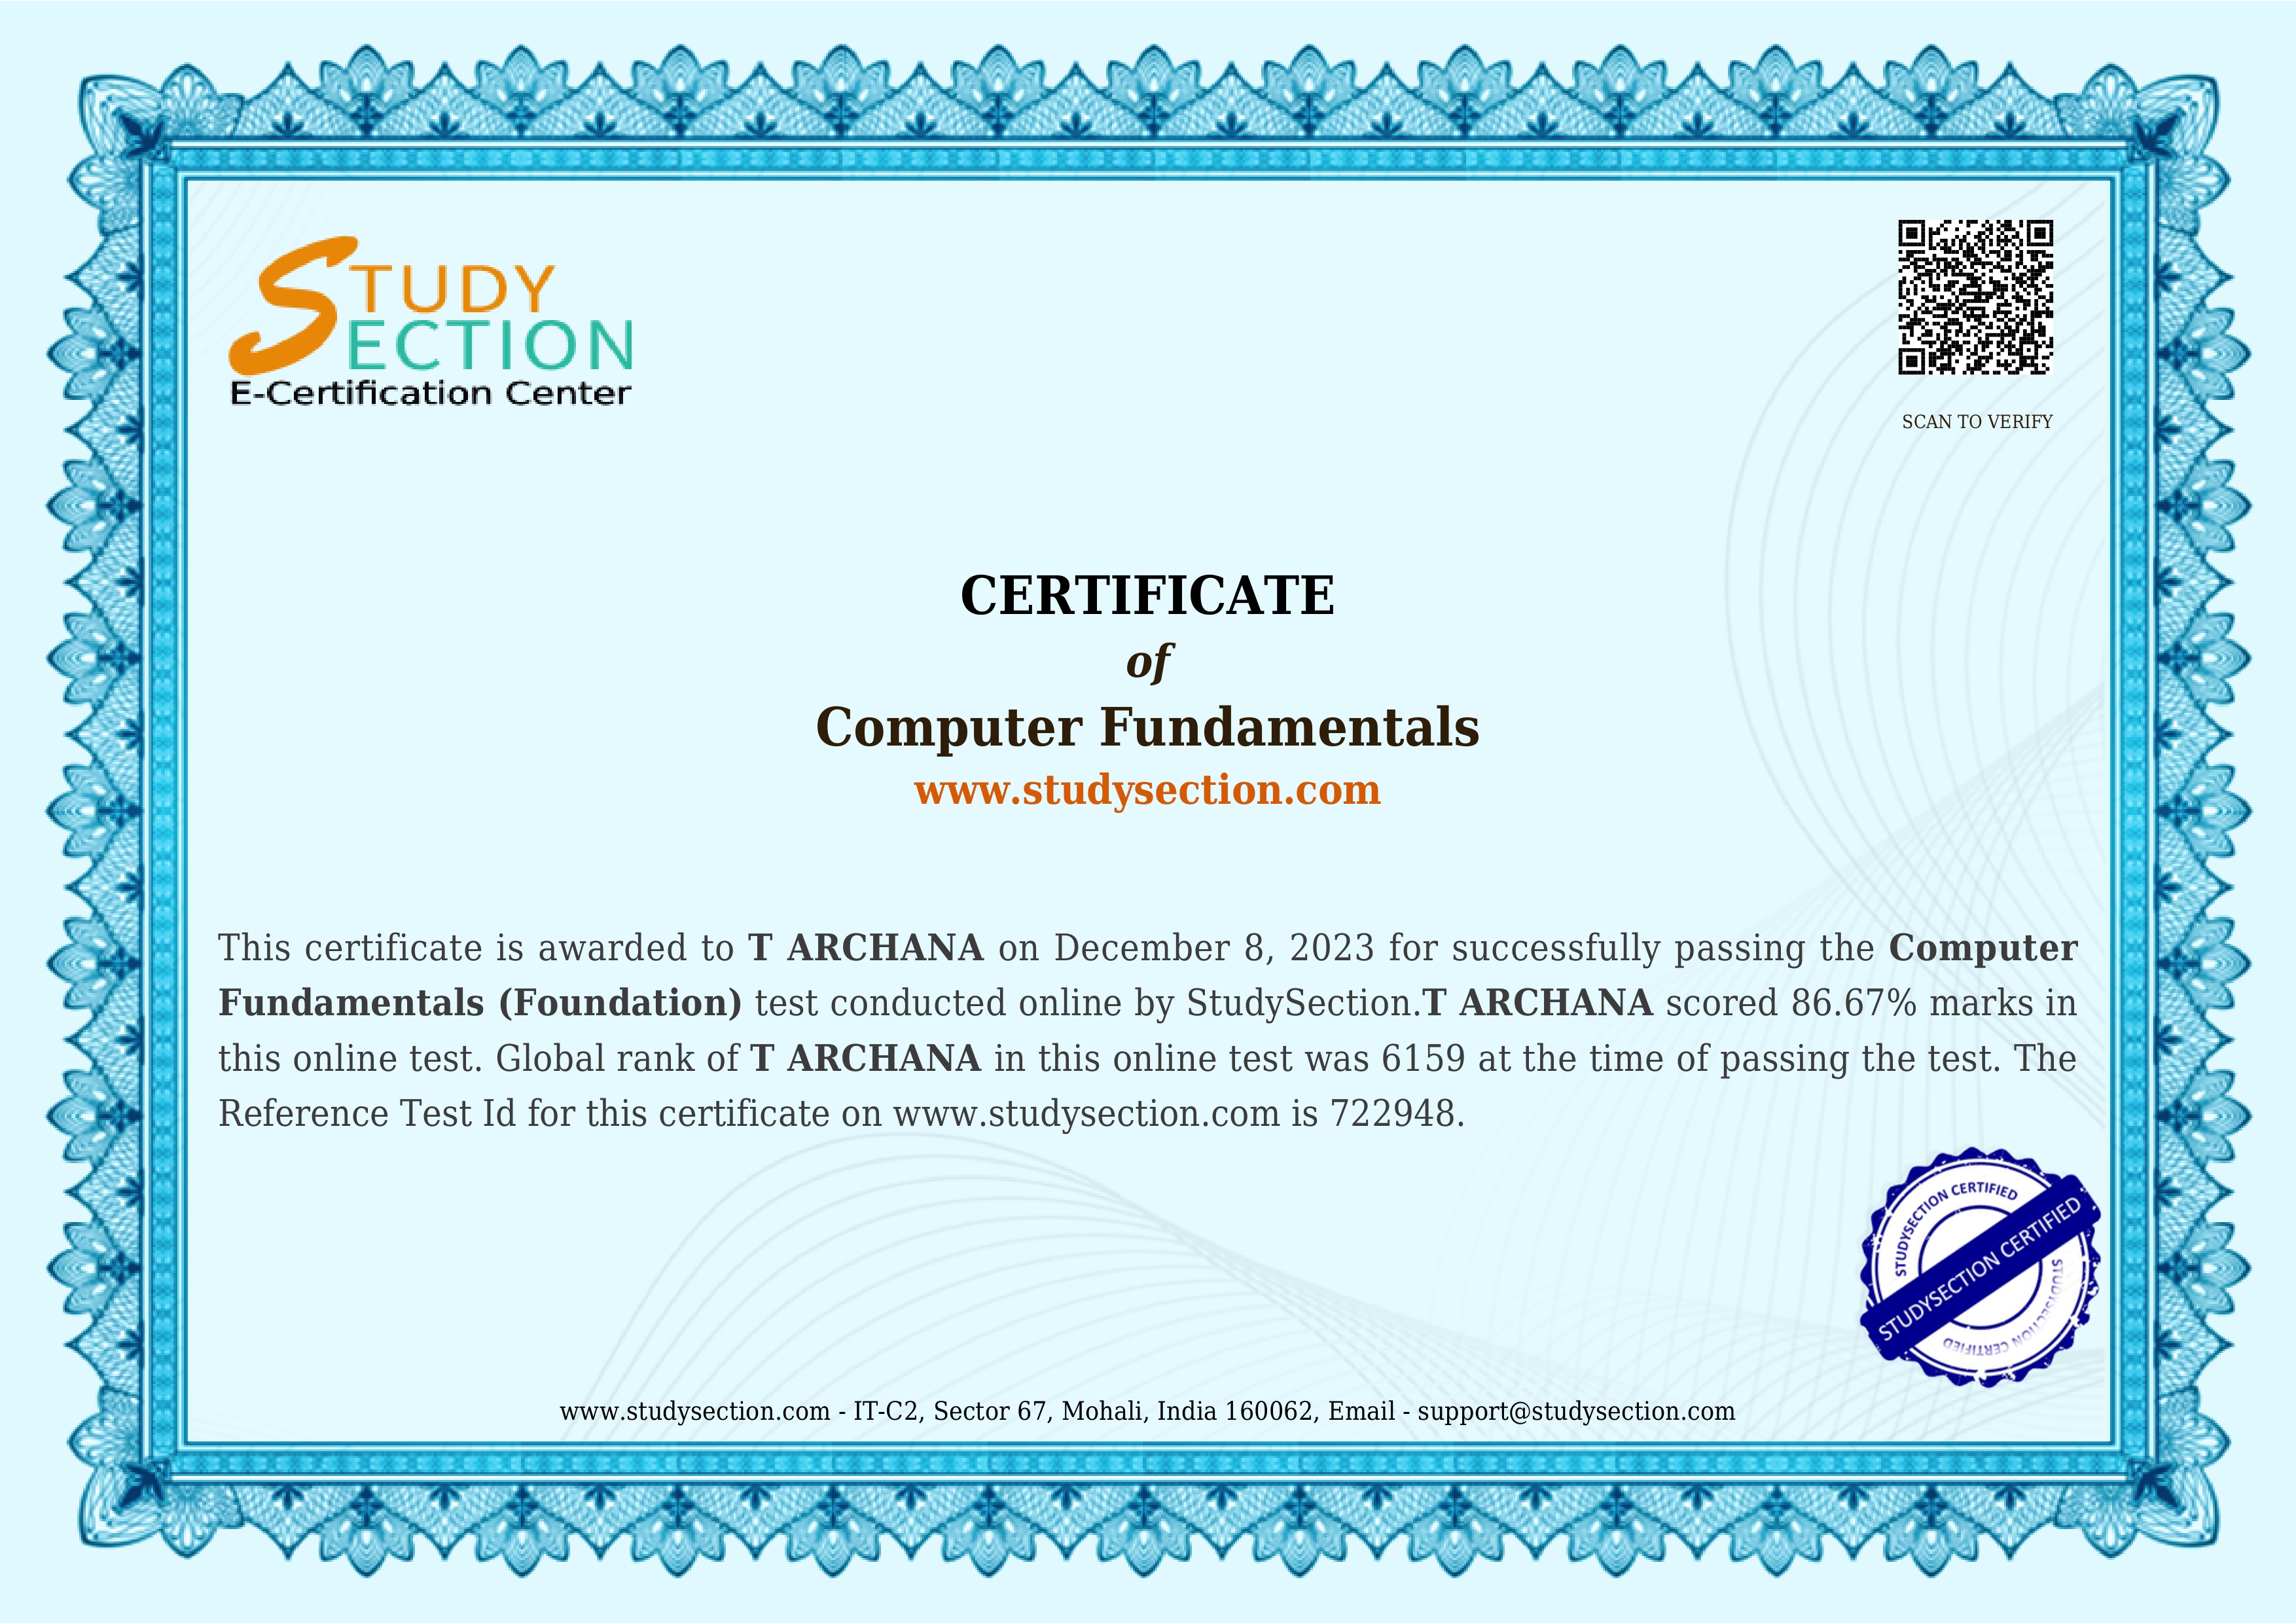 STUDY
SECTION
E-Certification Center
SCAN TO VERIFY
CERTIFICATE
of
Computer Fundamentals
www.studysection.com
This certificate is awarded to T ARCHANA on December 8, 2023 for successfully passing the Computer
Fundamentals (Foundation) test conducted online by StudySection.T ARCHANA scored 86.67% marks in
this online test. Global rank of T ARCHANA in this online test was 6159 at the time of passing the test. The
Reference Test Id for this certificate on www.studysection.com is 722948.
STUDYSECTION CERTIFIED
STUDYSECTION CERTIFIED
STUDYSECTION CERTIFIED
www.studysection.com - IT-C2, Sector 67, Mohali, India 160062, Email - support@studysection.com